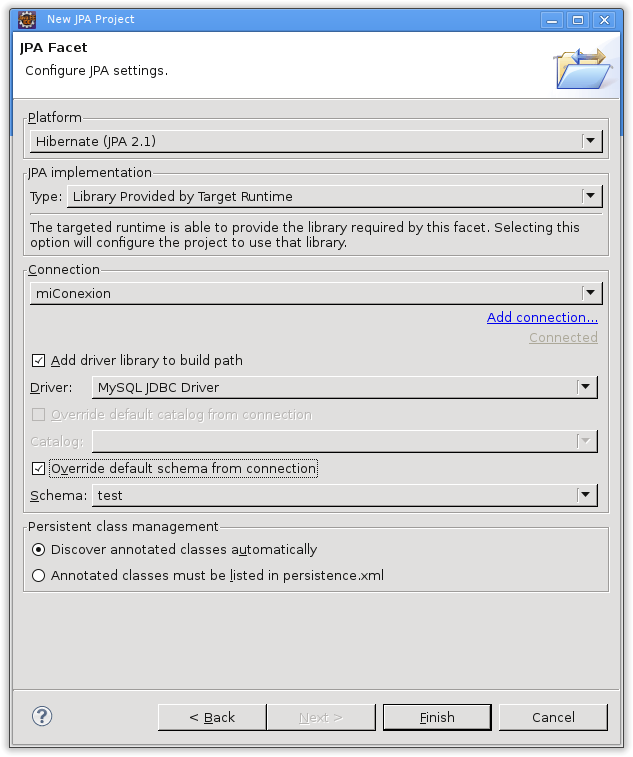 New JPA Project
JPA Facet
Configure JPA settings.
Platform
Hibernate (JPA 2.1)
JPA implementation
Type: Library Provided by Target Runtime
The targeted runtime is able to provide the library required by this facet. Selecting this
option will configure the project to use that library.
Connection
miConexion
Add connection...
Connected
Add driver library to build path
Driver: MySQL JDBC Driver
Override default catalog from connection
Catalog:
Override default schema from connection
Schema: test
Persistent class management
Discover annotated classes automatically
Annotated classes must be listed in persistence.xml
? < Back Next > Finish Cancel